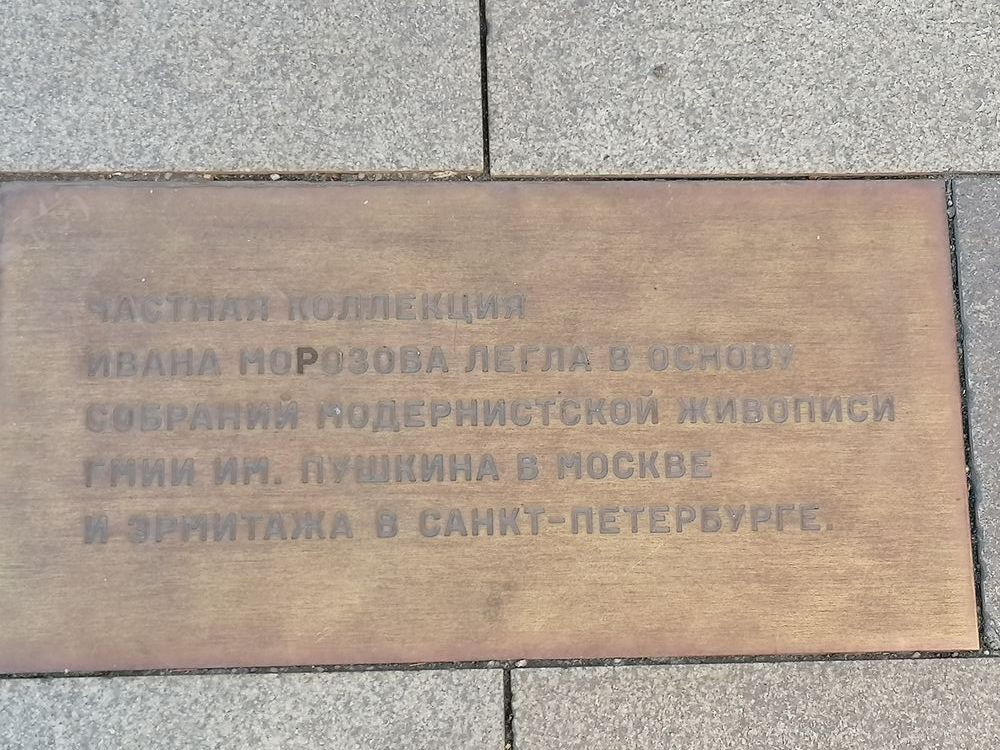 ЧАСТНАЯ КОЛЛЕКЦИЯ
ИВАНА МОРОЗОВА ЛЕГЛА В ОСНОВУ
СОБРАНИЙ МОДЕРНИСТСКОЙ ЖИВОПИСИ
ГМИИ ИМ. ПУШКИНА В МОСКВЕ
И ЭРМИТАЖА В САНКТ-ПЕТЕРБУРГЕ.